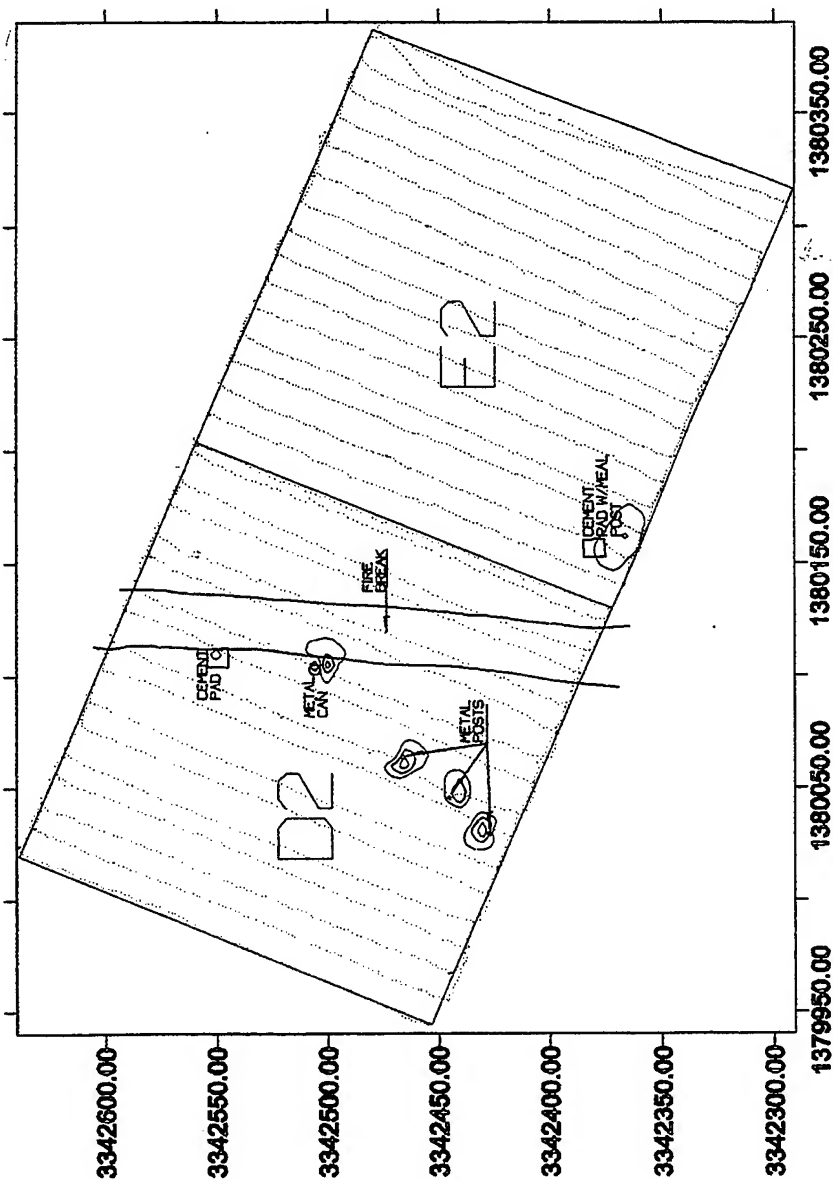 D2
E2
CEMENT
PAD
METAL
CAN
METAL
POSTS
FIRE
BREAK
CEMENT
PAD W/MEAL
POST
3342600.00
3342550.00
3342500.00
3342450.00
3342400.00
3342350.00
3342300.00
1379950.00
1380050.00
1380150.00
1380250.00
1380350.00